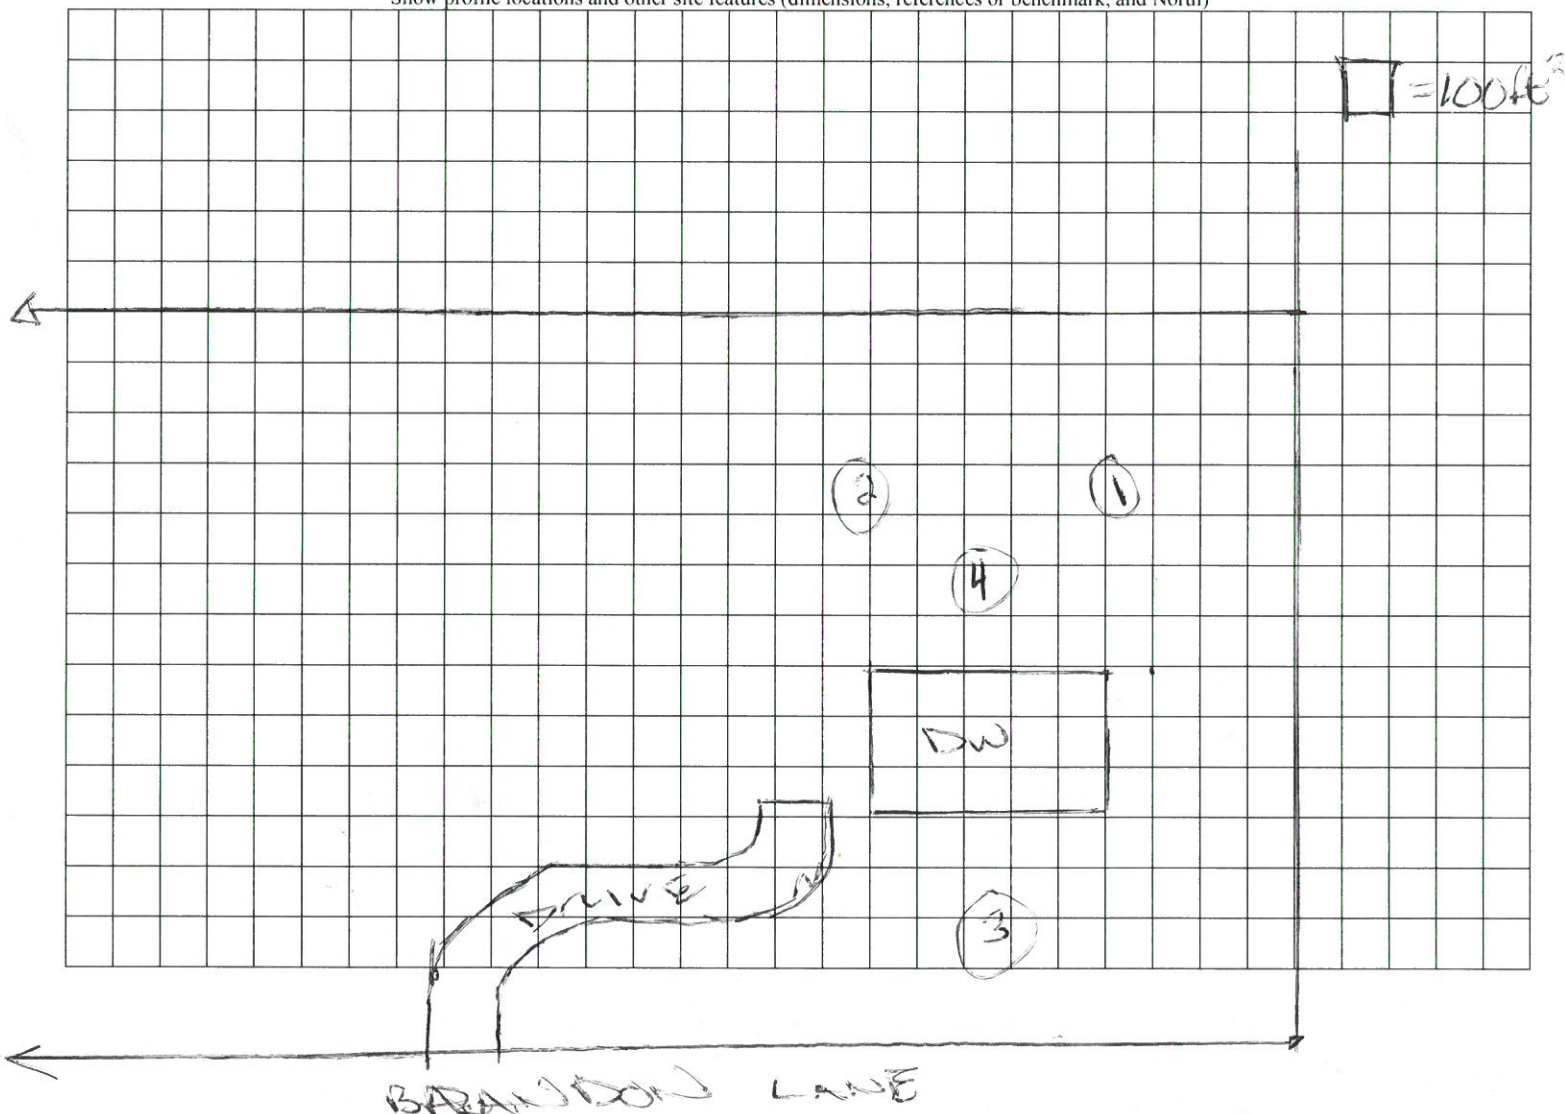 Show profile locations and other site features (dimensions, references or benchmark, and North)
=100ft²
2
1
4
DW
DRIVE
3
BRANDON LANE